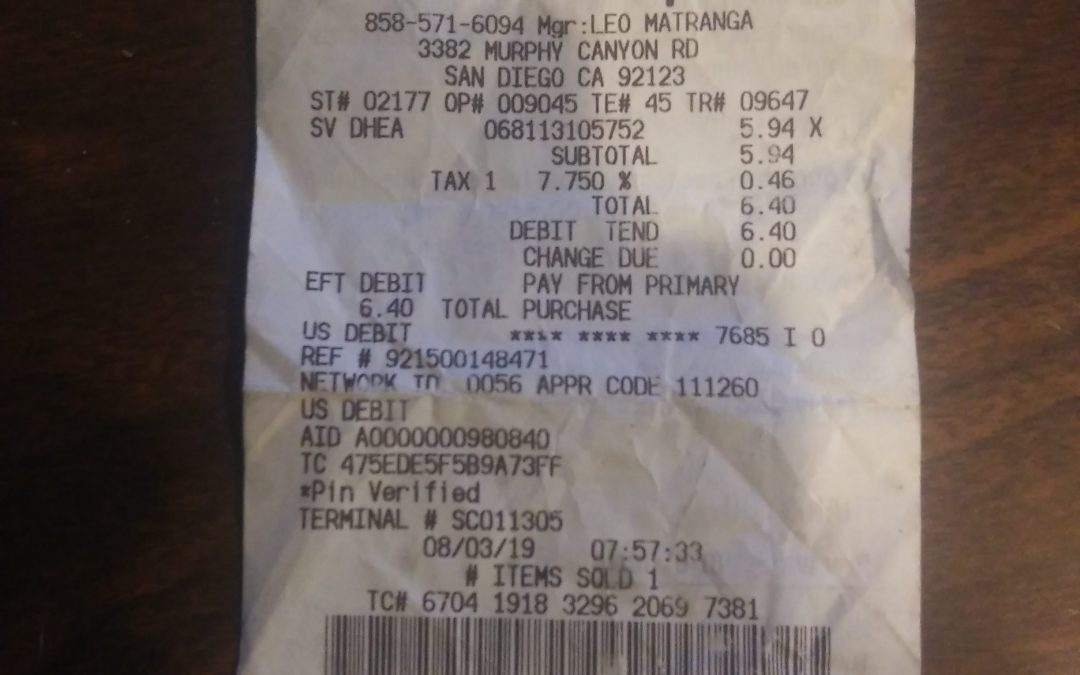 858-571-6094 Mgr:LEO MATRANGA
3382 MURPHY CANYON RD
SAN DIEGO CA 92123
ST# 02177 OP# 009045 TE# 45 TR# 09647
SV DHEA 068113105752 5.94 X
SUBTOTAL 5.94
TAX 1 7.750 % 0.46
TOTAL 6.40
DEBIT TEND 6.40
CHANGE DUE 0.00
EFT DEBIT PAY FROM PRIMARY
6.40 TOTAL PURCHASE
US DEBIT **** **** **** 7685 I 0
REF # 921500148471
NETWORK ID. 0056 APPR CODE 111260
US DEBIT
AID A0000000980840
TC 475EDE5F5B9A73FF
*Pin Verified
TERMINAL # SC011305
08/03/19 07:57:33
# ITEMS SOLD 1
TC# 6704 1918 3296 2069 7381